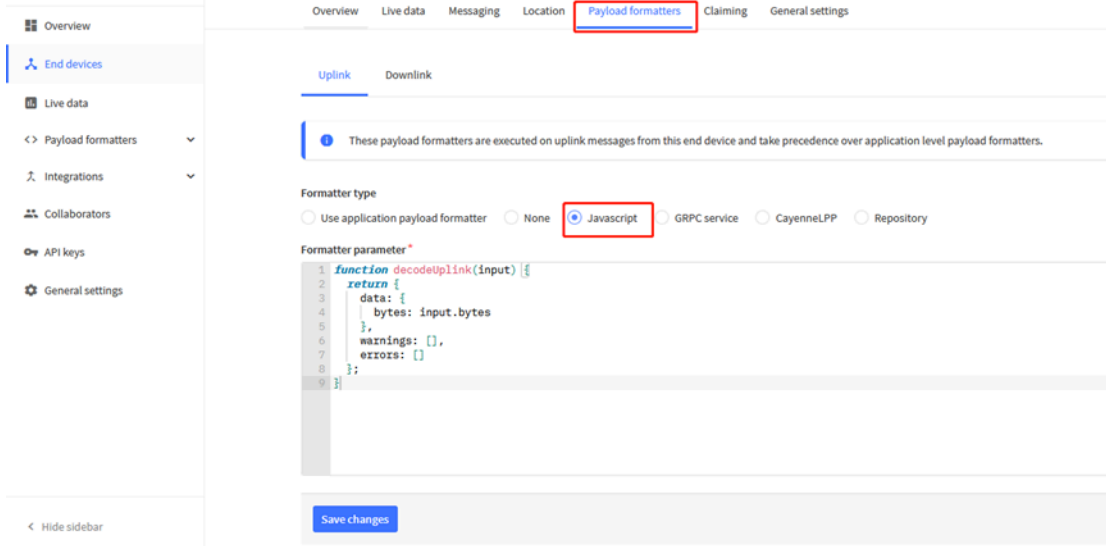 Overview Live data Messaging Location Payload formatters Claiming General settings
Overview
End devices
Live data
Payload formatters
Integrations
Collaborators
API keys
General settings
Hide sidebar
Uplink Downlink
These payload formatters are executed on uplink messages from this end device and take precedence over application level payload formatters.
Formatter type
Use application payload formatter None Javascript GRPC service CayenneLPP Repository
Formatter parameter*
1 function decodeUplink(input) {
2 return {
3 data: {
4 bytes: input.bytes
5 },
6 warnings: [],
7 errors: []
8 };
9 }
Save changes